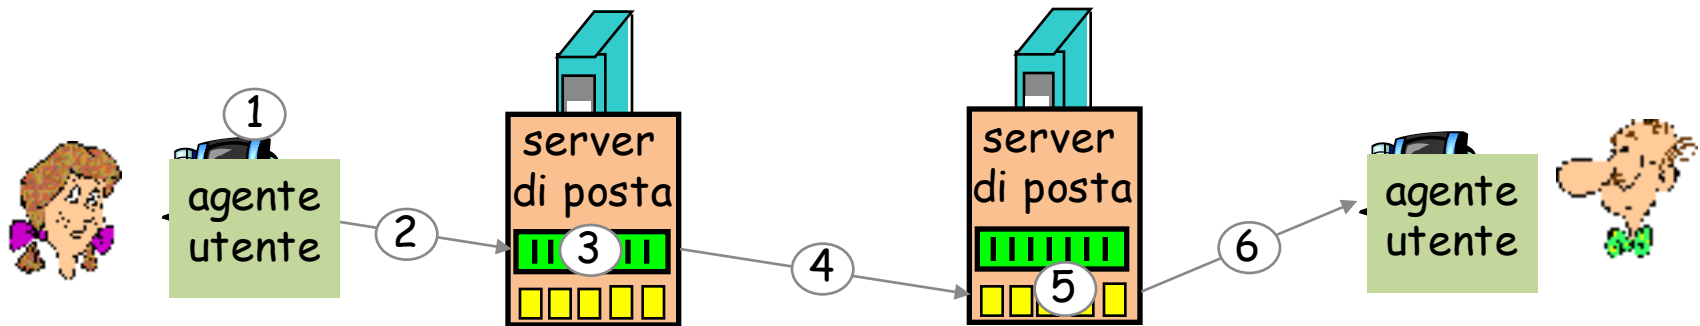 1
agente
utente
2
server
di posta
3
4
server
di posta
5
6
agente
utente